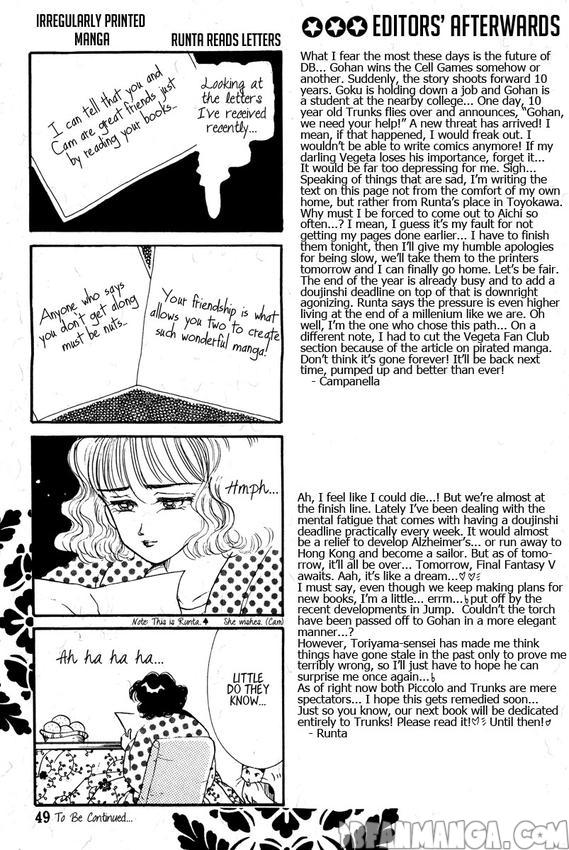 IRREGULARLY PRINTED
MANGA
RUNTA READS LETTERS
I can tell that you and
Cam are great friends just
by reading your books...
Looking at
the letters
I've received
recently...
Anyone who says
you don't get along
must be nuts...
Your friendship is what
allows you two to create
such wonderful manga!
Hmph...
Note: This is Runta.
She wishes. (Cam)
Ah ha ha ha...
LITTLE
DO THEY
KNOW...
49 To Be Continued...
EDITORS' AFTERWARDS
What I fear the most these days is the future of
DB... Gohan wins the Cell Games somehow or
another. Suddenly, the story shoots forward 10
years. Goku is holding down a job and Gohan is
a student at the nearby college... One day, 10
year old Trunks flies over and announces, "Gohan,
we need your help!" A new threat has arrived! I
mean, if that happened, I would freak out. I
wouldn't be able to write comics anymore! If my
darling Vegeta loses his importance, forget it...
It would be far too depressing for me. Sigh...
Speaking of things that are sad, I'm writing the
text on this page not from the comfort of my own
home, but rather from Runta's place in Toyokawa.
Why must I be forced to come out to Aichi so
often...? I mean, I guess it's my fault for not
getting my pages done earlier... I have to finish
them tonight, then I'll give my humble apologies
for being slow, we'll take them to the printers
tomorrow and I can finally go home. Let's be fair.
The end of the year is already busy and to add a
doujinshi deadline on top of that is downright
agonizing. Runta says the pressure is even higher
living at the end of a millenium like we are. Oh
well, I'm the one who chose this path... On a
different note, I had to cut the Vegeta Fan Club
section because of the article on pirated manga.
Don't think it's gone forever! It'll be back next
time, pumped up and better than ever!
- Campanella
Ah, I feel like I could die...! But we're almost at
the finish line. Lately I've been dealing with the
mental fatigue that comes with having a doujinshi
deadline practically every week. It would almost
be a relief to develop Alzheimer's... or run away to
Hong Kong and become a sailor. But as of tomo-
rrow, it'll all be over... Tomorrow, Final Fantasy V
awaits. Aah, it's like a dream...♡♡
I must say, even though we keep making plans for
new books, I'm a little... errm... put off by the
recent developments in Jump. Couldn't the torch
have been passed off to Gohan in a more elegant
manner...?
However, Toriyama-sensei has made me think
things have gone stale in the past only to prove me
terribly wrong, so I'll just have to hope he can
surprise me once again...
As of right now both Piccolo and Trunks are mere
spectators... I hope this gets remedied soon...
Just so you know, our next book will be dedicated
entirely to Trunks! Please read it!♡ Until then!
- Runta
DREAMMANGA.COM